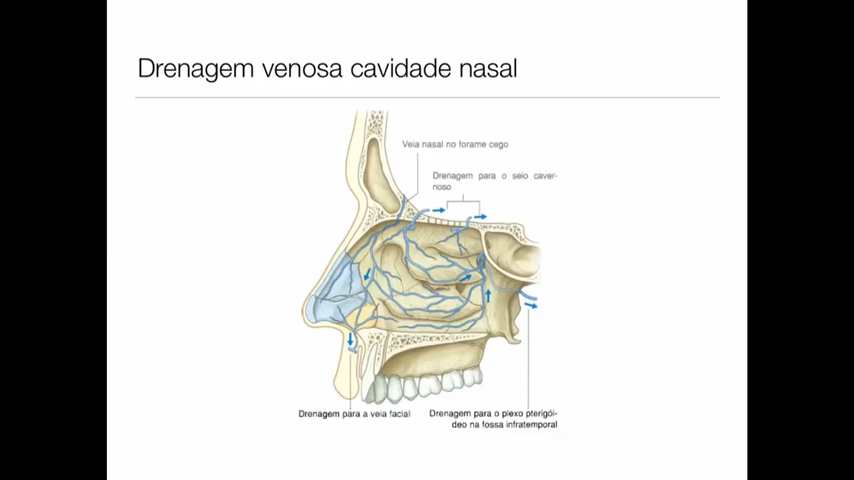 Drenagem venosa cavidade nasal
Veia nasal no forame cego
Drenagem para o seio caver-
noso
Drenagem para a veia facial
Drenagem para o plexo pterigói-
deo na fossa infratemporal